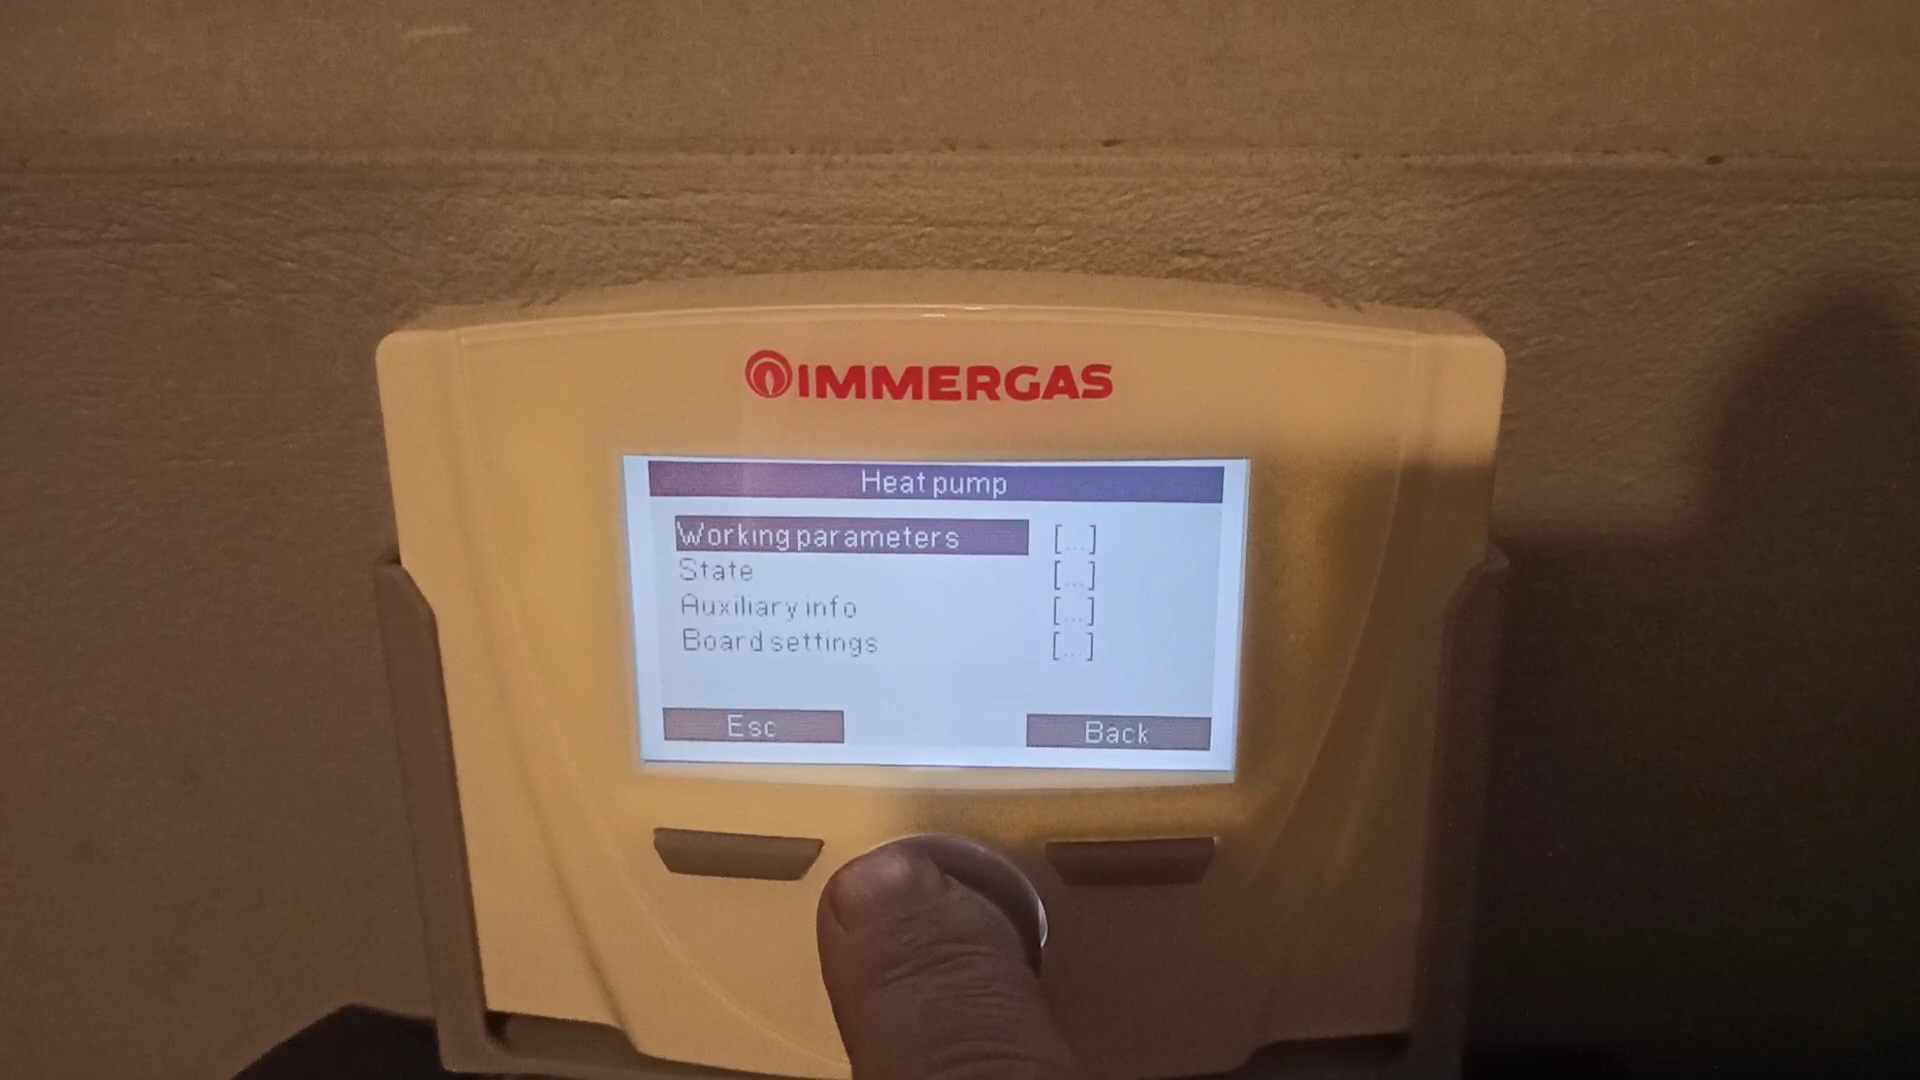 IMMERGAS
Heat pump
Working parameters [...]
State [...]
Auxiliary info [...]
Board settings [...]
Esc Back